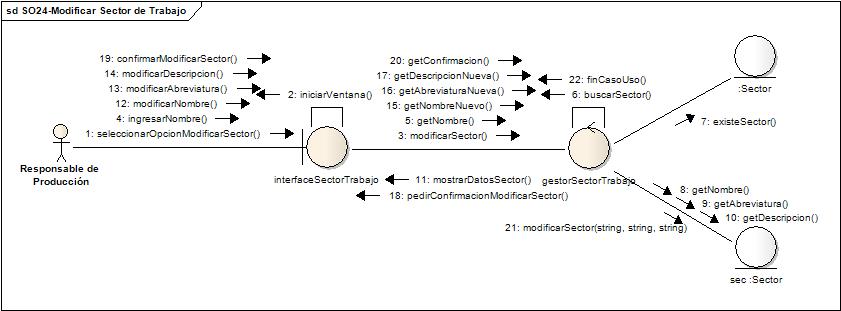 sd SO24-Modificar Sector de Trabajo
19: confirmarModificarSector()
14: modificarDescripcion()
13: modificarAbreviatura()
12: modificarNombre()
4: ingresarNombre()
1: seleccionarOpcionModificarSector()
2: iniciarVentana()
20: getConfirmacion()
17: getDescripcionNueva()
16: getAbreviaturaNueva()
15: getNombreNuevo()
5: getNombre()
3: modificarSector()
22: finCasoUso()
6: buscarSector()
:Sector
7: existeSector()
Responsable de
Producción
interfaceSectorTrabajo
11: mostrarDatosSector()
gestorSectorTrabajo
18: pedirConfirmacionModificarSector()
8: getNombre()
9: getAbreviatura()
10: getDescripcion()
21: modificarSector(string, string, string)
sec :Sector